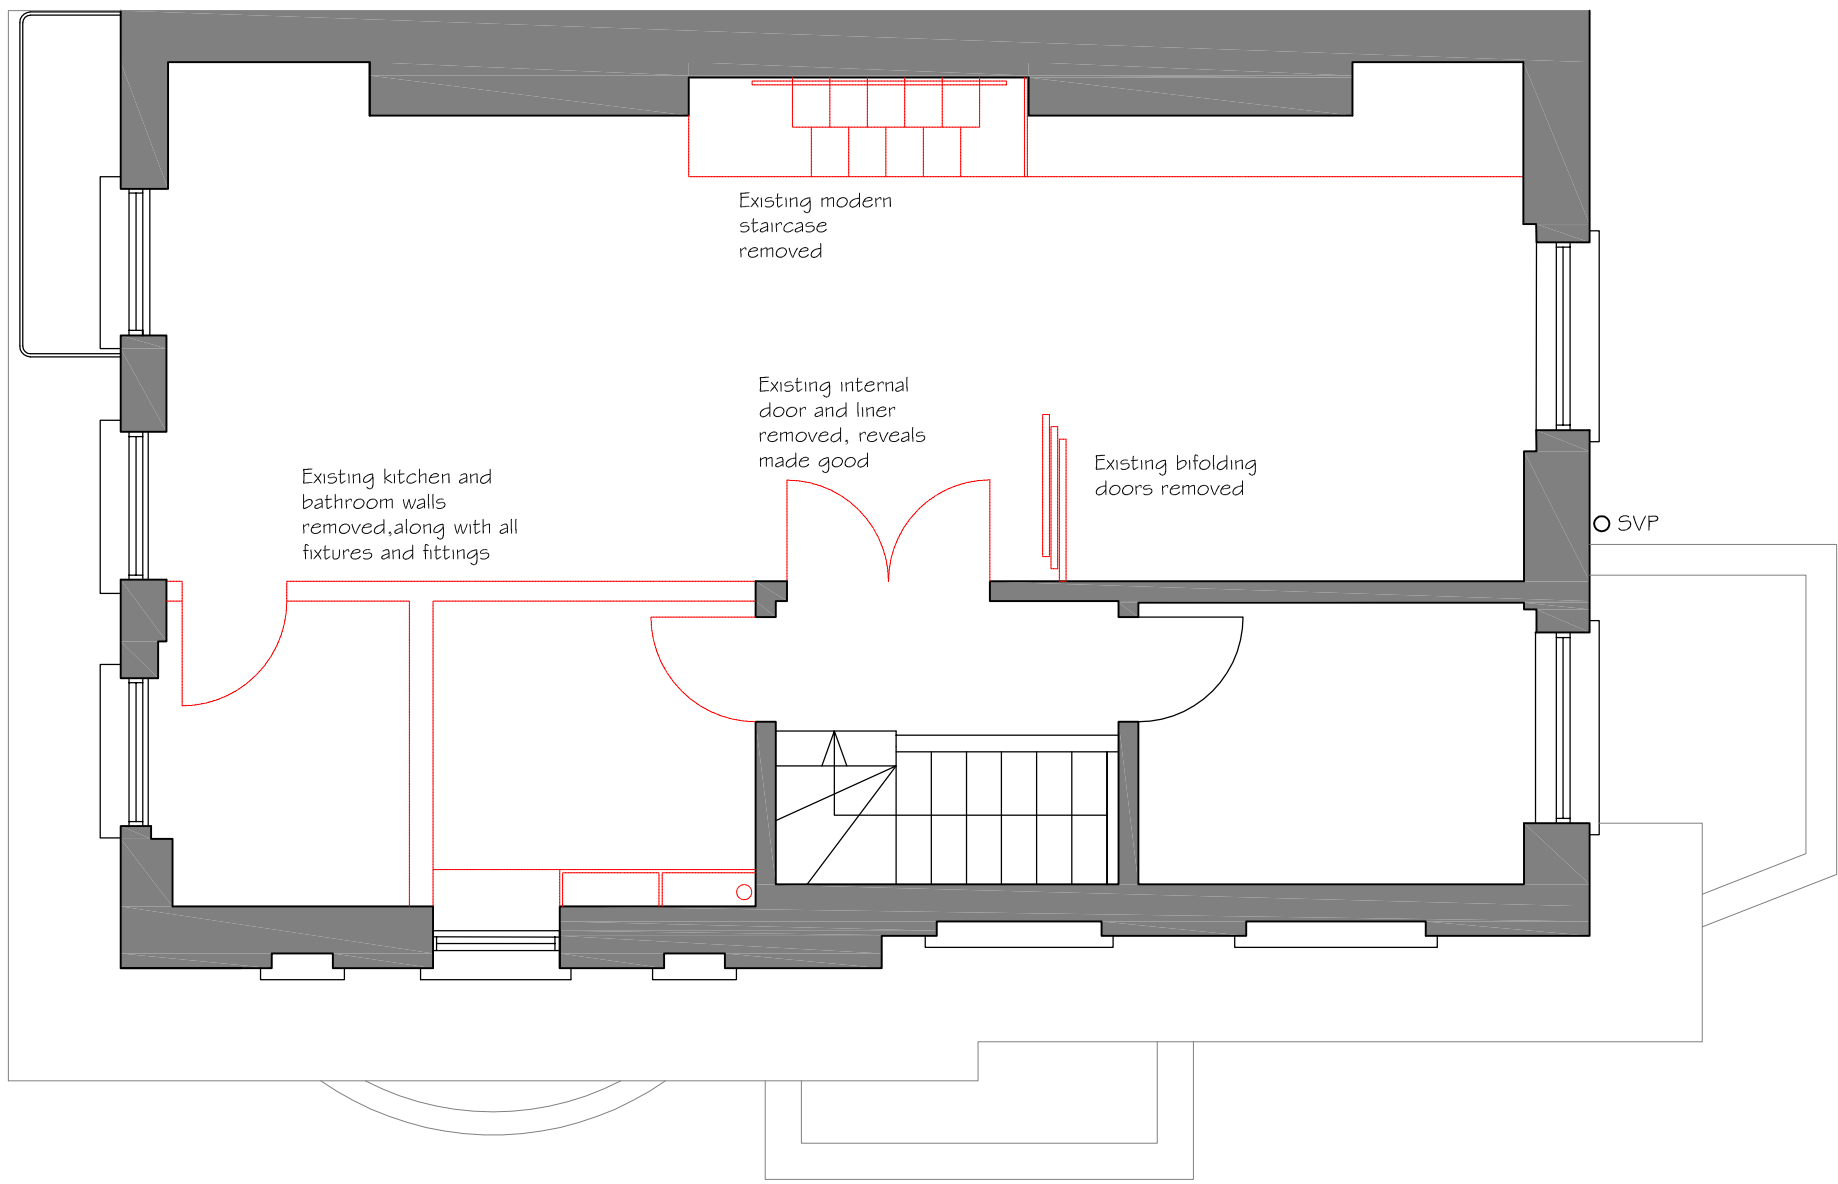 Existing modern
staircase
removed
Existing internal
door and liner
removed, reveals
made good
Existing bifolding
doors removed
Existing kitchen and
bathroom walls
removed,along with all
fixtures and fittings
SVP